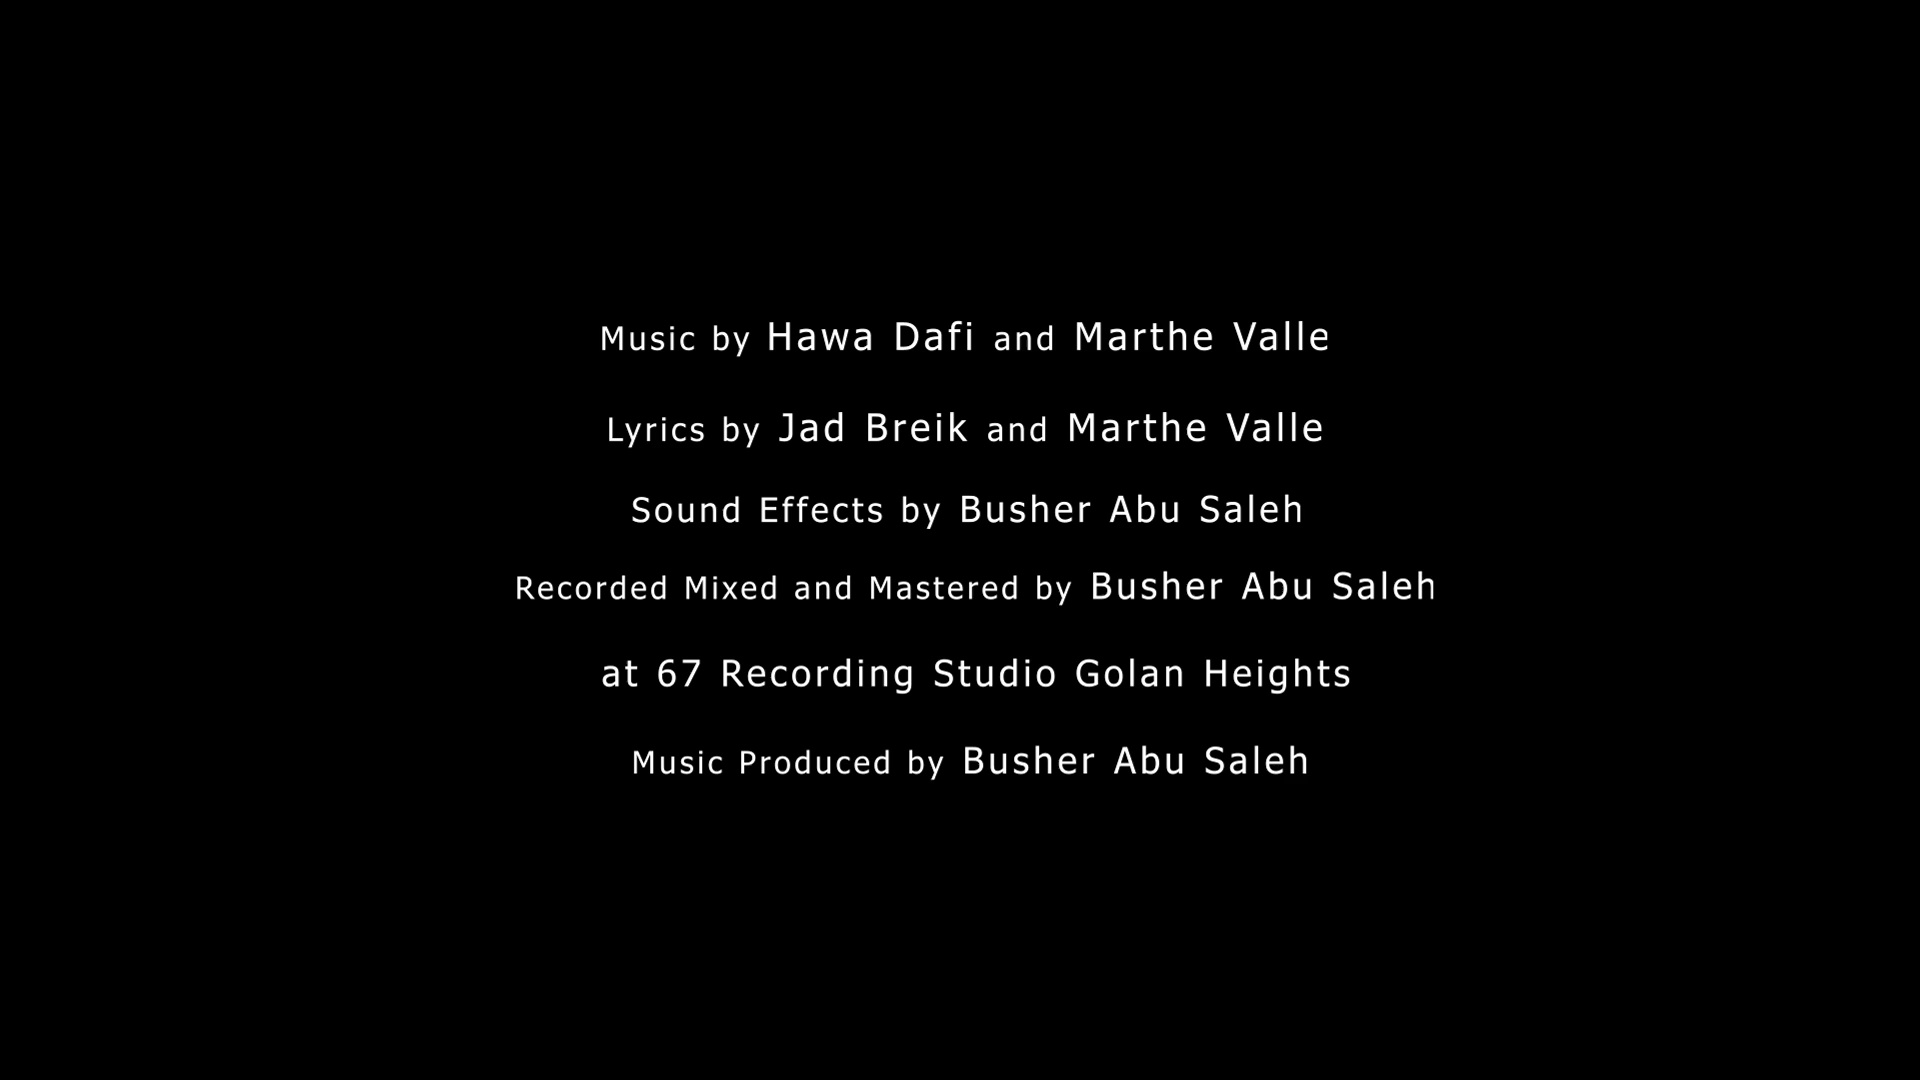 Music by Hawa Dafi and Marthe Valle
Lyrics by Jad Breik and Marthe Valle
Sound Effects by Busher Abu Saleh
Recorded Mixed and Mastered by Busher Abu Saleh
at 67 Recording Studio Golan Heights
Music Produced by Busher Abu Saleh